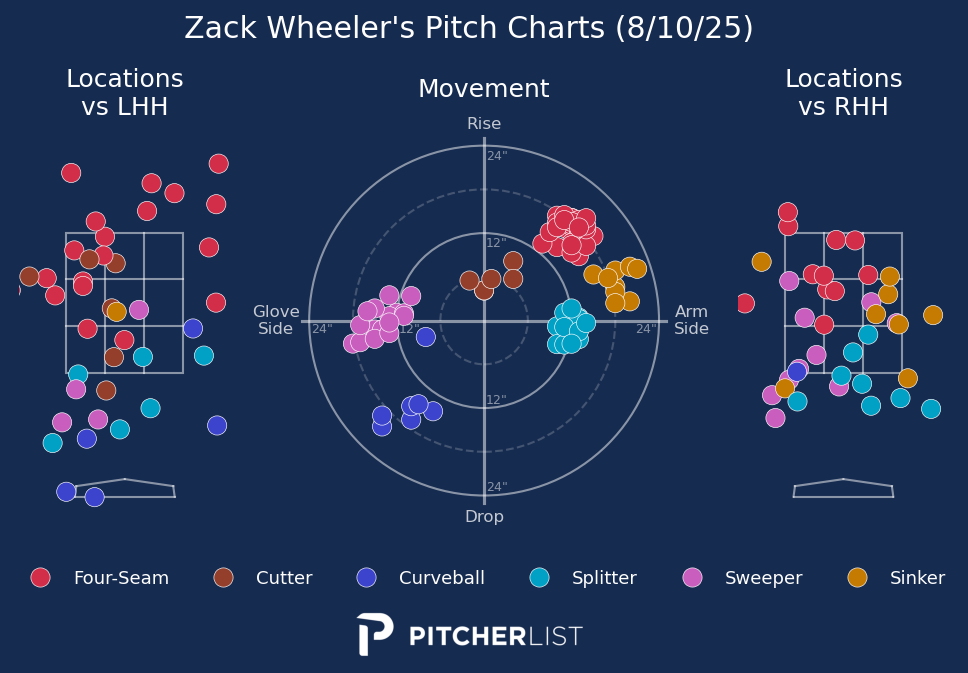 Zack Wheeler's Pitch Charts (8/10/25)
Locations
vs LHH
Movement
Locations
vs RHH
Rise
24"
12"
Glove
Side
24"
12"
24"
Arm
Side
12"
24"
Drop
Four-Seam
Cutter
Curveball
Splitter
Sweeper
Sinker
PITCHERLIST